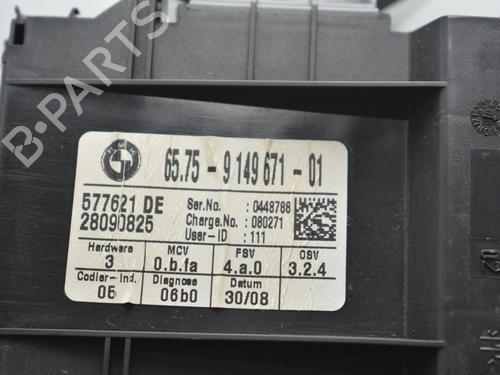 BMW
65.75 - 9 149 671 - 01
577621 DE
28090825
Ser.No. :0448788
Charge.No. :080271
User-ID :111
Hardware MCV FSV OSV
3 0.b.fa 4.a.0 3.2.4
Codier-Ind. Diagnose Datum
05 06b0 30/08
B-PARTS